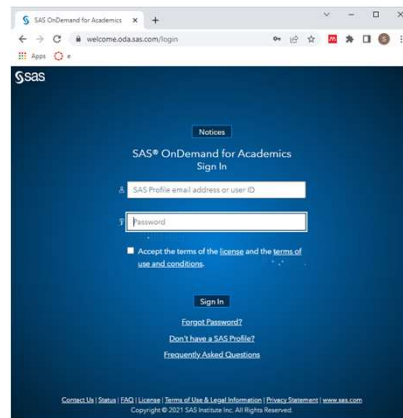 SAS OnDemand for Academics
welcome.oda.sas.com/login
Apps
e
S
sas
Notices
SAS® OnDemand for Academics
Sign In
SAS Profile email address or user ID
Password
Accept the terms of the license and the terms of
use and conditions.
Sign In
Forgot Password?
Don't have a SAS Profile?
Frequently Asked Questions
Contact Us | Status | FAQ | License | Terms of Use & Legal Information | Privacy Statement | www.sas.com
Copyright © 2021 SAS Institute Inc. All Rights Reserved.